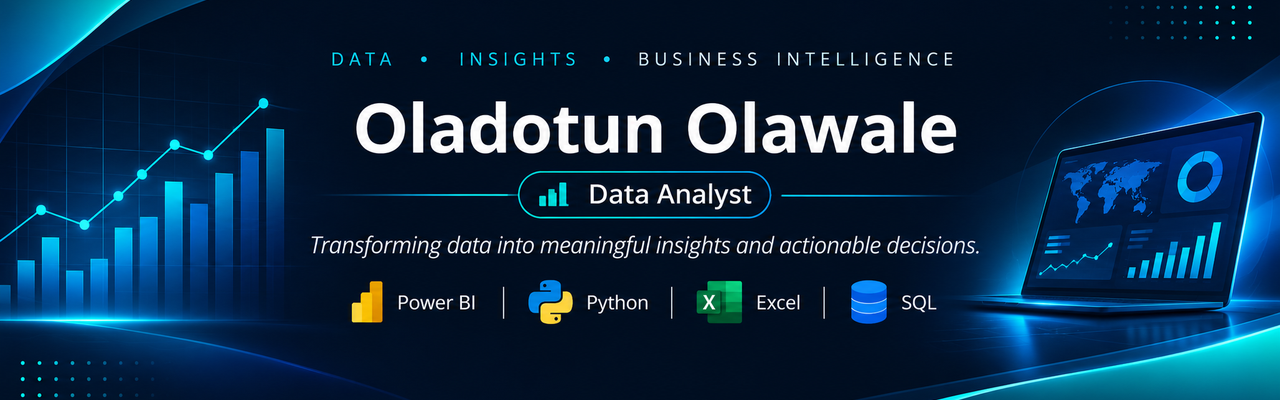 DATA • INSIGHTS • BUSINESS INTELLIGENCE
Oladotun Olawale
Data Analyst
Transforming data into meaningful insights and actionable decisions.
Power BI | Python | X Excel | SQL